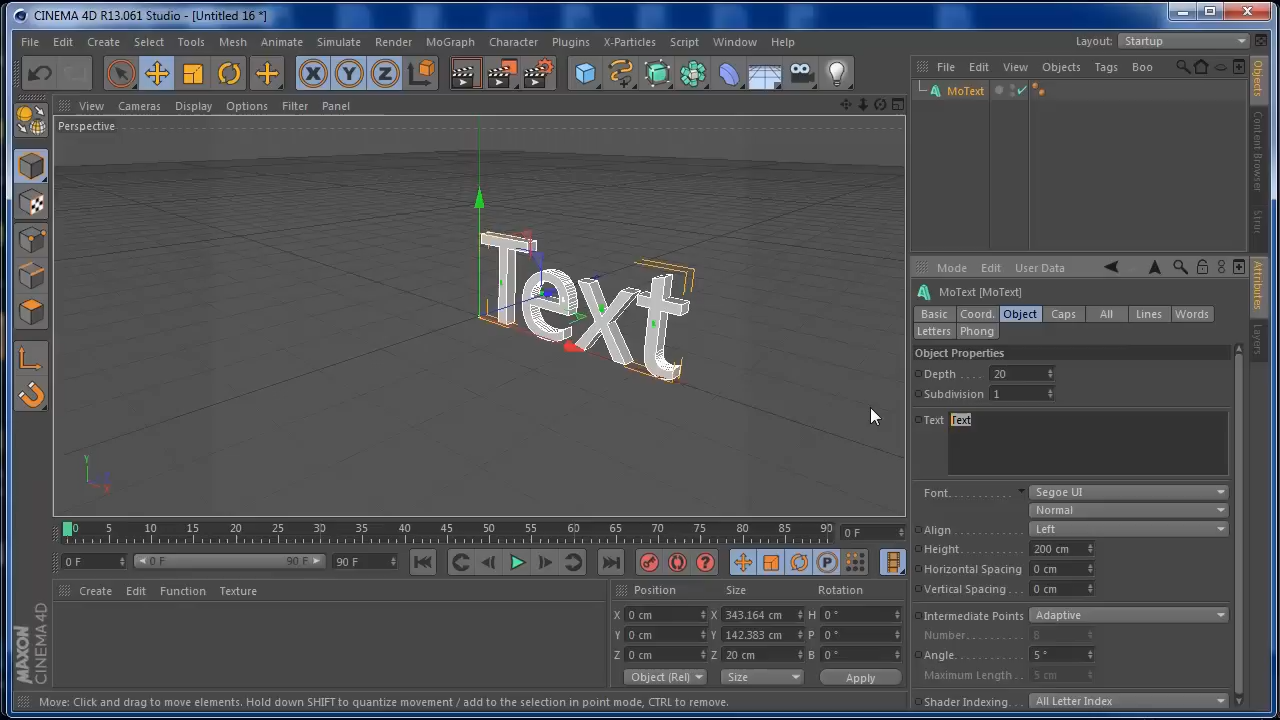 CINEMA 4D R13.061 Studio - [Untitled 16 *]
File Edit Create Select Tools Mesh Animate Simulate Render MoGraph Character Plugins X-Particles Script Window Help Layout: Startup
X Y Z
File Edit View Objects Tags Boo
MoText
View Cameras Display Options Filter Panel
Perspective
Text
Y
X
Objects
Content Browser
Struc
Mode Edit User Data
MoText [MoText]
Basic Coord. Object Caps All Lines Words
Letters Phong
Object Properties
Depth . . . . 20
Subdivision 1
Text Text
Font. . . . . . . . . . . Segoe UI
Normal
Align . . . . . . . . . . . Left
Height. . . . . . . . . . 200 cm
Horizontal Spacing 0 cm
Vertical Spacing . . 0 cm
Intermediate Points Adaptive
Number. . . . . . . . . 8
Angle. . . . . . . . . . . 5 °
Maximum Length . 5 cm
Shader Indexing. . . All Letter Index
Attributes
Layers
0 5 10 15 20 25 30 35 40 45 50 55 60 65 70 75 80 85 90 0 F
0 F 0 F 90 F 90 F
P
Create Edit Function Texture
Position Size Rotation
X 0 cm X 343.164 cm H 0 °
Y 0 cm Y 142.383 cm P 0 °
Z 0 cm Z 20 cm B 0 °
Object (Rel) Size Apply
MAXON
CINEMA 4D
Move: Click and drag to move elements. Hold down SHIFT to quantize movement / add to the selection in point mode, CTRL to remove.